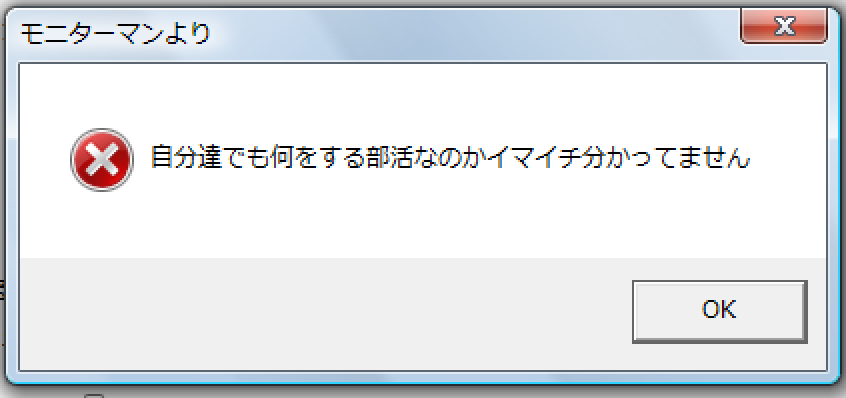 モニターマンより
自分達でも何をする部活なのかイマイチ分かってません
OK